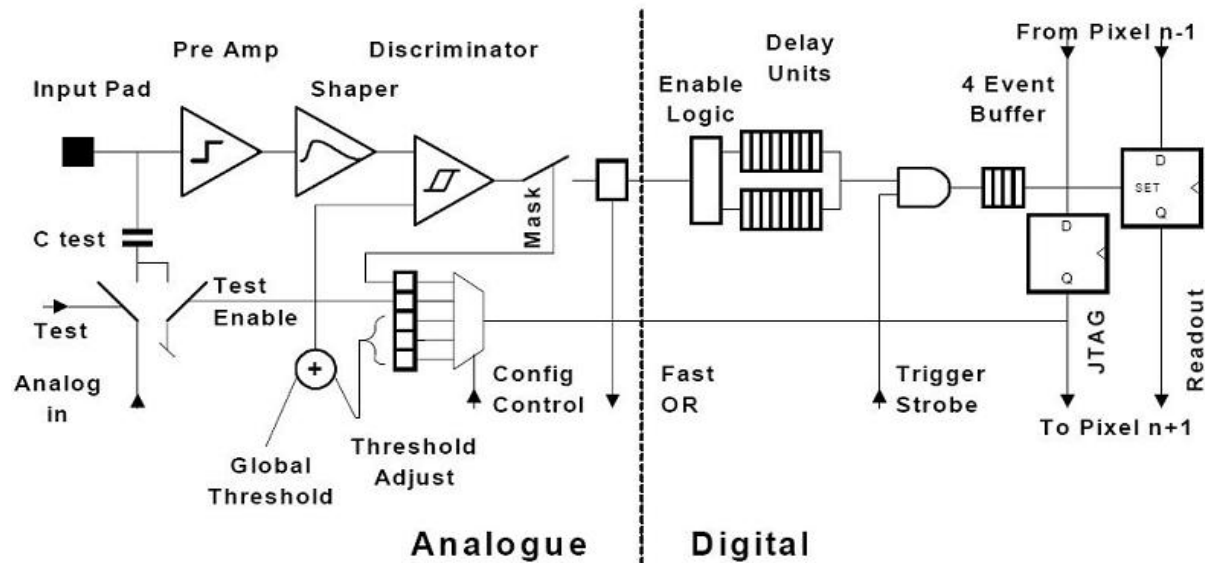 Pre Amp
Discriminator
Delay
Units
From Pixel n-1
Input Pad
Shaper
Enable
Logic
4 Event
Buffer
D
SET
Q
Mask
C test
D
Q
Test
Enable
Test
Analog
in
+
Config
Control
Fast
OR
Trigger
Strobe
JTAG
Readout
To Pixel n+1
Threshold
Adjust
Global
Threshold
Analogue
Digital